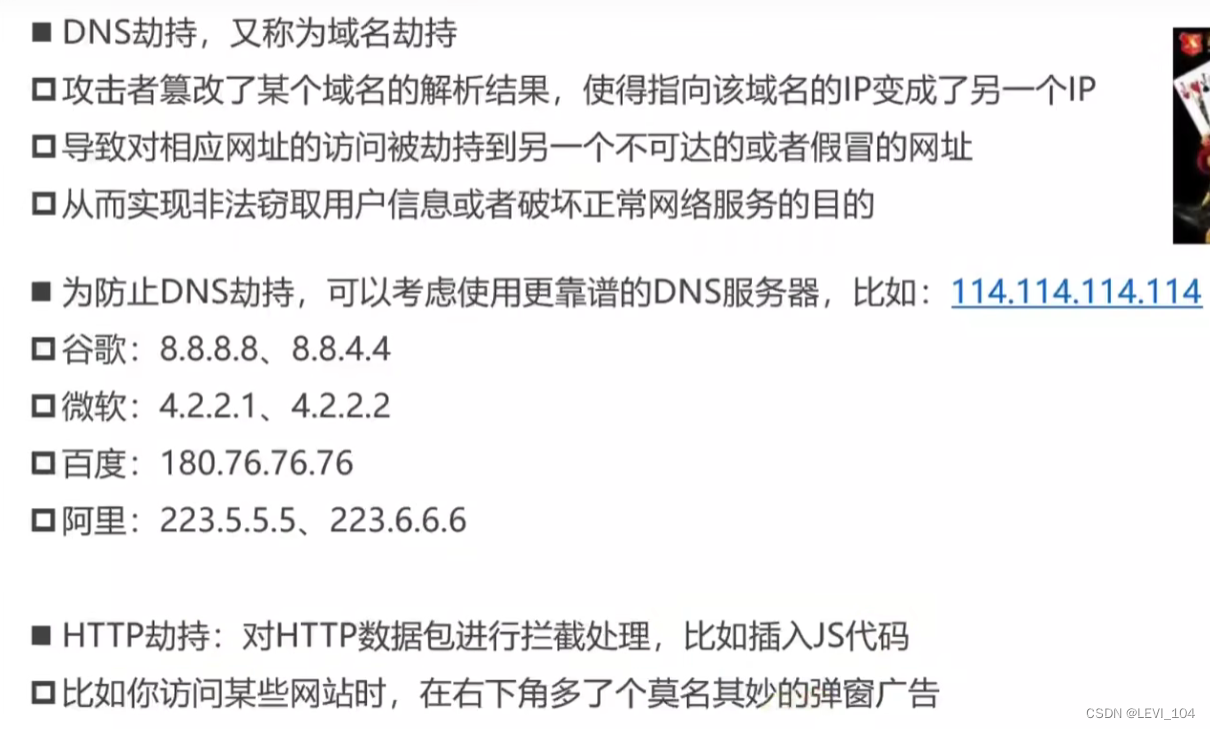 ■ DNS劫持，又称为域名劫持
□ 攻击者篡改了某个域名的解析结果，使得指向该域名的IP变成了另一个IP
□ 导致对相应网址的访问被劫持到另一个不可达的或者假冒的网址
□ 从而实现非法窃取用户信息或者破坏正常网络服务的目的
■ 为防止DNS劫持，可以考虑使用更靠谱的DNS服务器，比如：114.114.114.114
□ 谷歌：8.8.8.8、8.8.4.4
□ 微软：4.2.2.1、4.2.2.2
□ 百度：180.76.76.76
□ 阿里：223.5.5.5、223.6.6.6
■ HTTP劫持：对HTTP数据包进行拦截处理，比如插入JS代码
□ 比如你访问某些网站时，在右下角多了个莫名其妙的弹窗广告
CSDN @LEVI_104